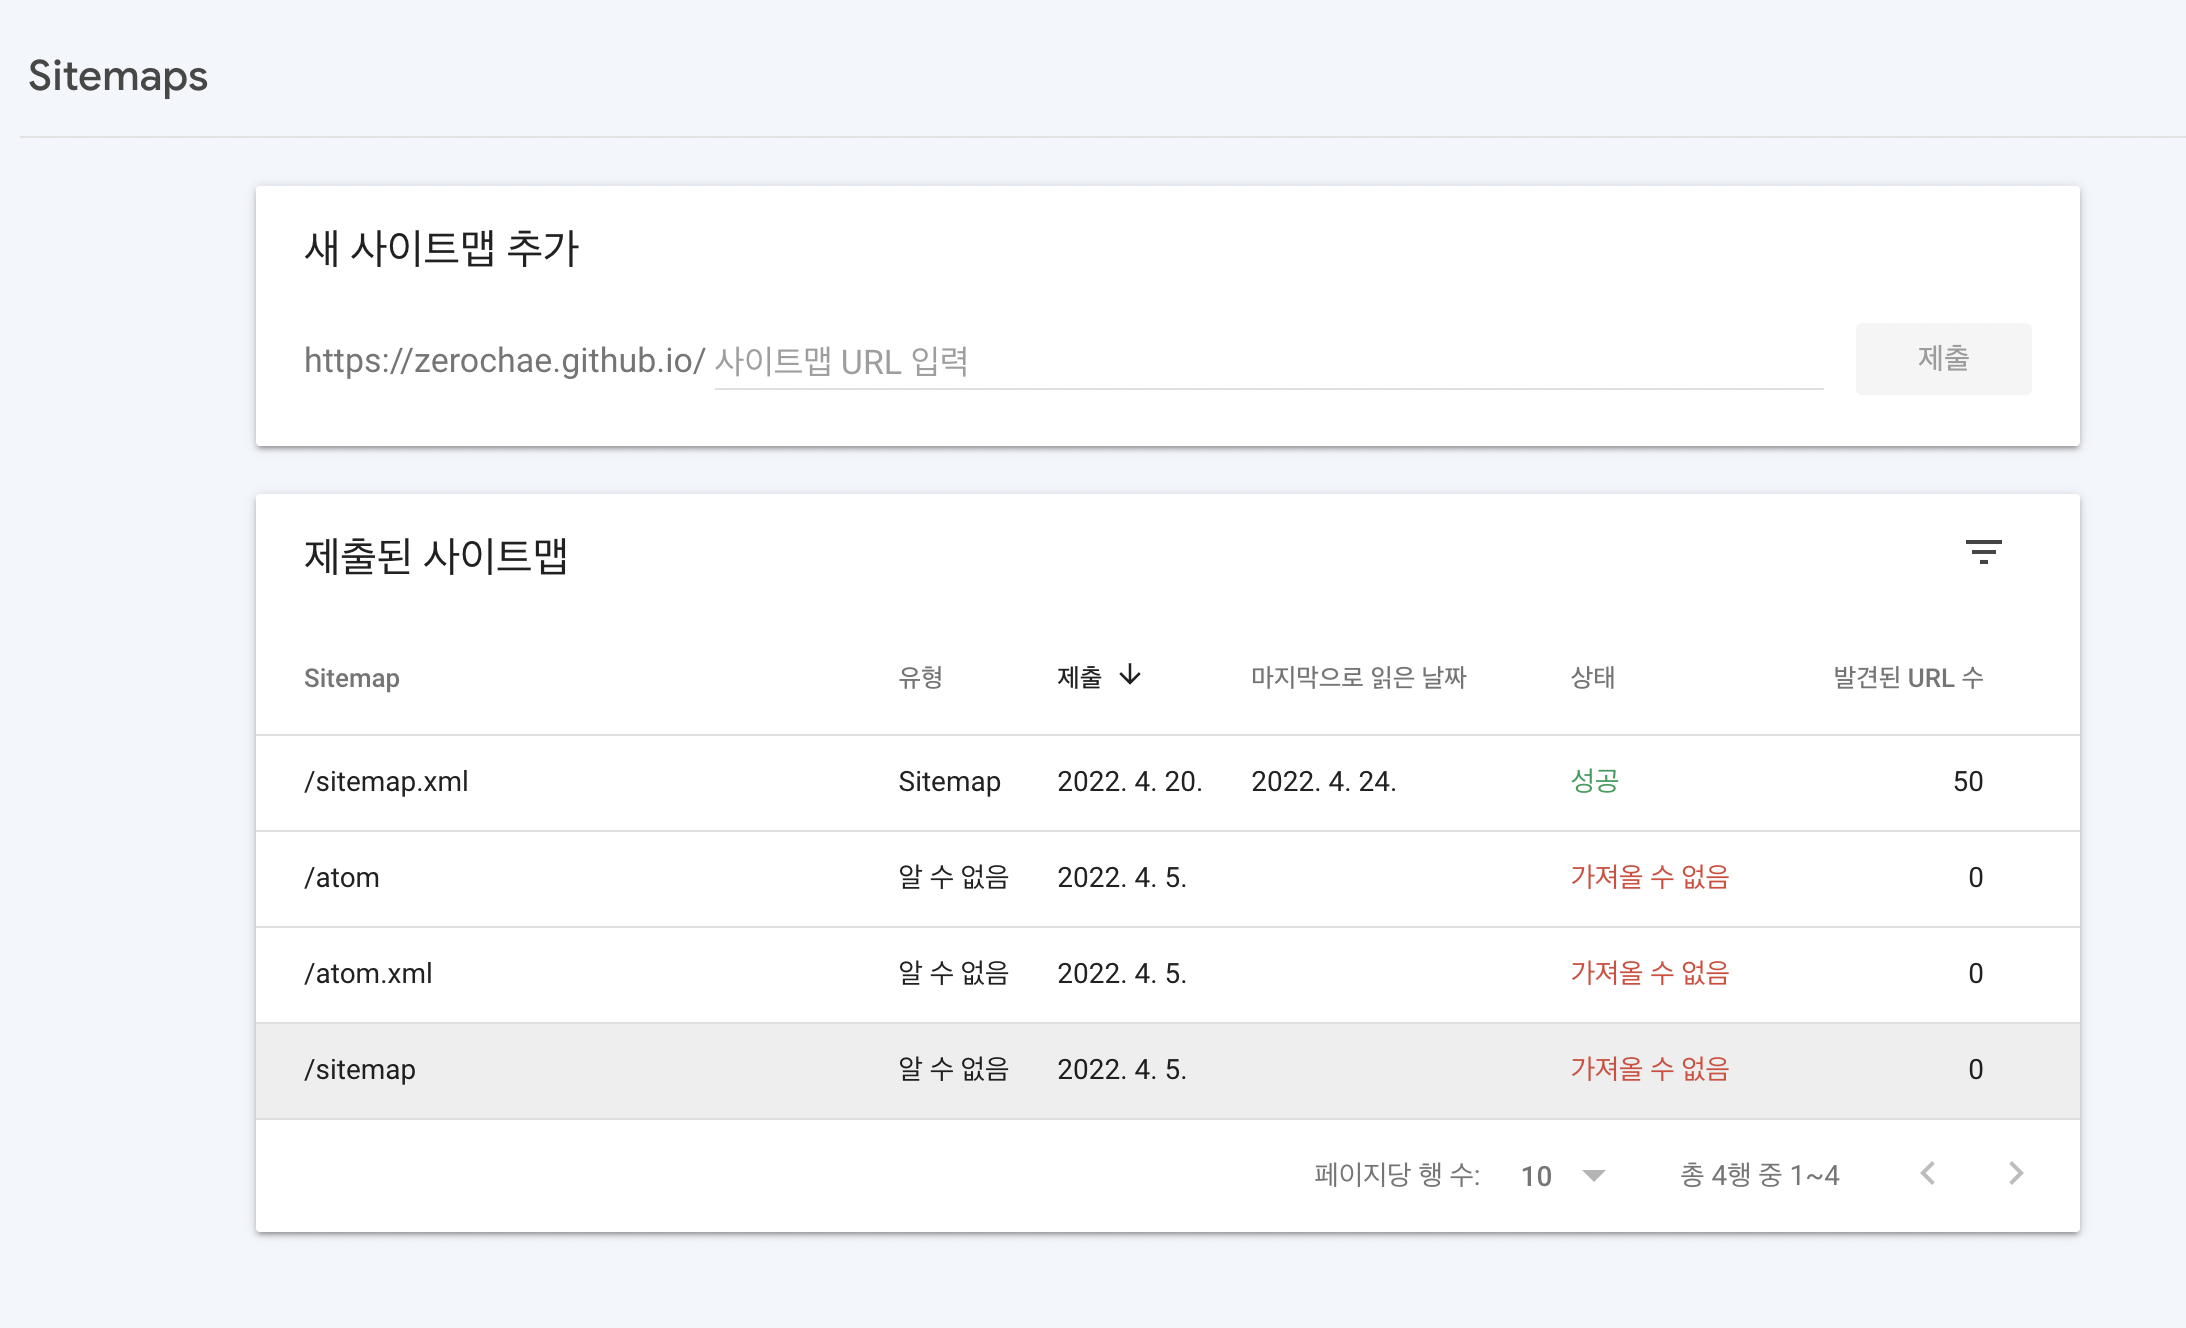 Sitemaps
새 사이트맵 추가
https://zerochae.github.io/ 사이트맵 URL 입력 제출
제출된 사이트맵
Sitemap 유형 제출 마지막으로 읽은 날짜 상태 발견된 URL 수
/sitemap.xml Sitemap 2022. 4. 20. 2022. 4. 24. 성공 50
/atom 알 수 없음 2022. 4. 5. 가져올 수 없음 0
/atom.xml 알 수 없음 2022. 4. 5. 가져올 수 없음 0
/sitemap 알 수 없음 2022. 4. 5. 가져올 수 없음 0
페이지당 행 수: 10 총 4행 중 1~4